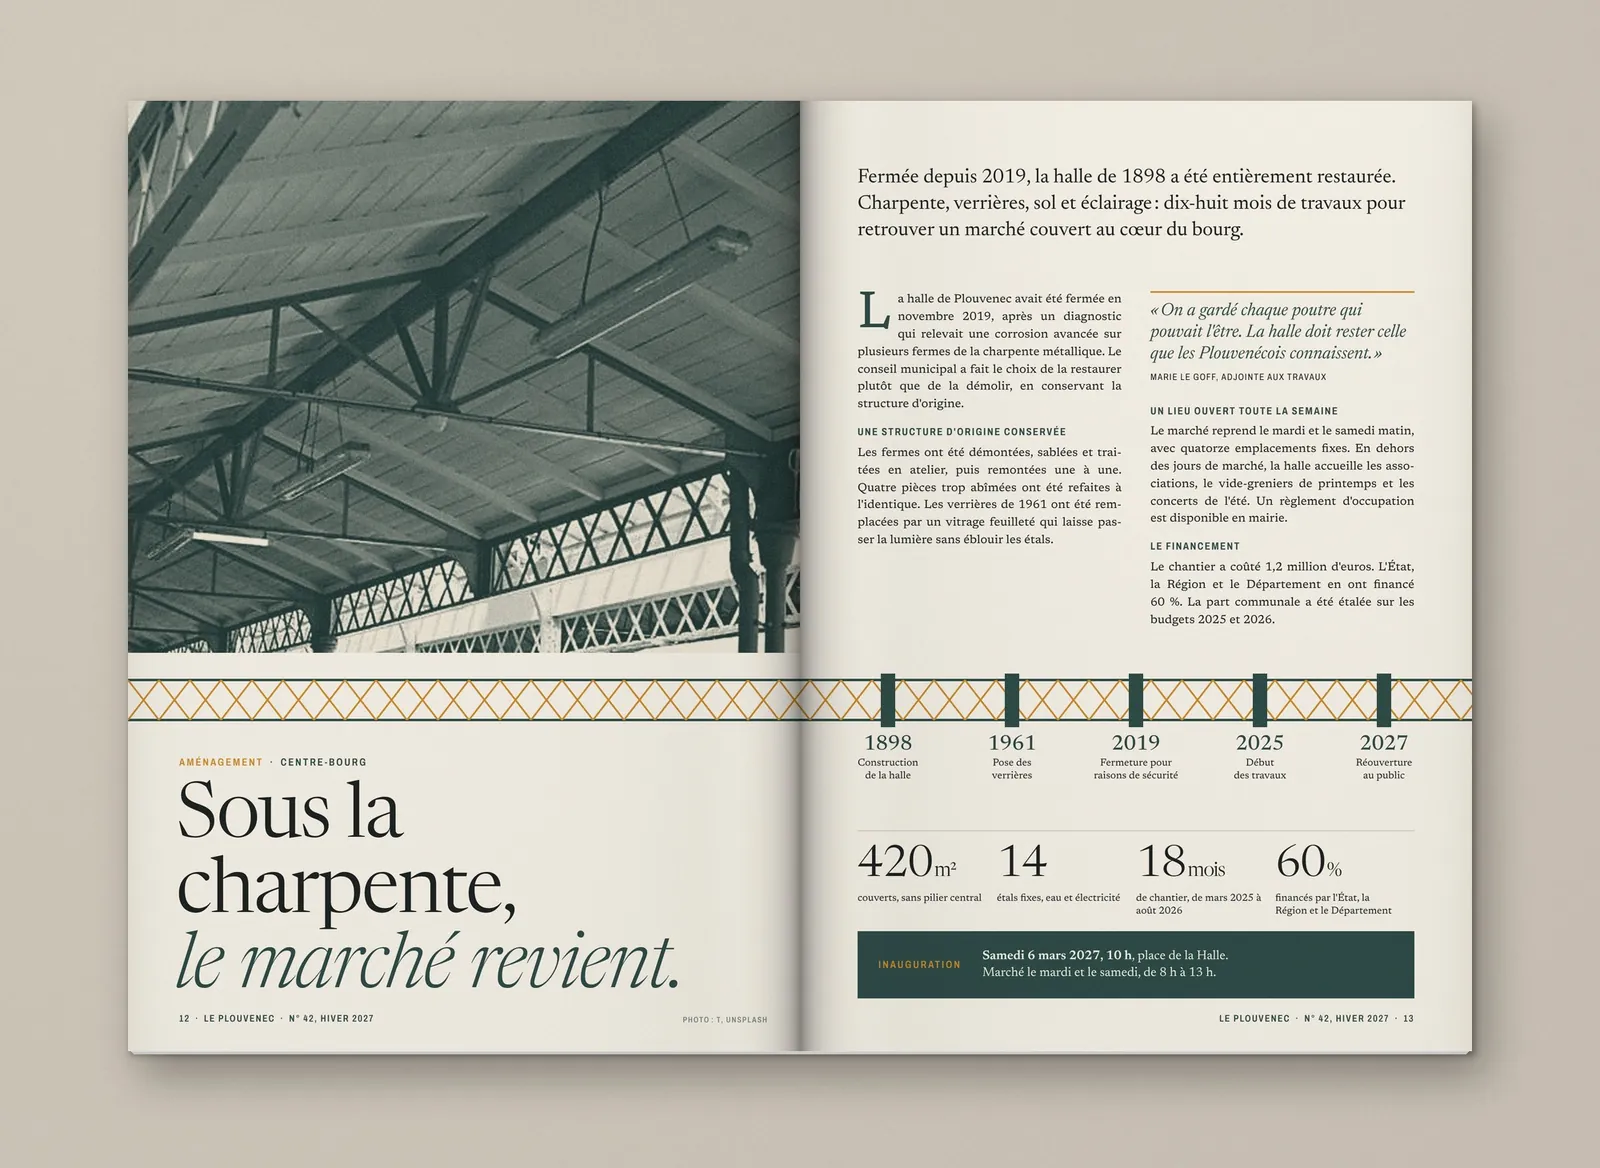 AMÉNAGEMENT · CENTRE-BOURG
Sous la
charpente,
le marché revient.
12 · LE PLOUVENEC · N° 42, HIVER 2027
PHOTO : T, UNSPLASH
Fermée depuis 2019, la halle de 1898 a été entièrement restaurée.
Charpente, verrières, sol et éclairage : dix-huit mois de travaux pour
retrouver un marché couvert au cœur du bourg.
La halle de Plouvenec avait été fermée en
novembre 2019, après un diagnostic
qui relevait une corrosion avancée sur
plusieurs fermes de la charpente métallique. Le
conseil municipal a fait le choix de la restaurer
plutôt que de la démolir, en conservant la
structure d'origine.
UNE STRUCTURE D'ORIGINE CONSERVÉE
Les fermes ont été démontées, sablées et trai-
tées en atelier, puis remontées une à une.
Quatre pièces trop abîmées ont été refaites à
l'identique. Les verrières de 1961 ont été rem-
placées par un vitrage feuilleté qui laisse pas-
ser la lumière sans éblouir les étals.
« On a gardé chaque poutre qui
pouvait l'être. La halle doit rester celle
que les Plouvenécois connaissent. »
MARIE LE GOFF, ADJOINTE AUX TRAVAUX
UN LIEU OUVERT TOUTE LA SEMAINE
Le marché reprend le mardi et le samedi matin,
avec quatorze emplacements fixes. En dehors
des jours de marché, la halle accueille les asso-
ciations, le vide-greniers de printemps et les
concerts de l'été. Un règlement d'occupation
est disponible en mairie.
LE FINANCEMENT
Le chantier a coûté 1,2 million d'euros. L'État,
la Région et le Département en ont financé
60 %. La part communale a été étalée sur les
budgets 2025 et 2026.
1898
Construction
de la halle
1961
Pose des
verrières
2019
Fermeture pour
raisons de sécurité
2025
Début
des travaux
2027
Réouverture
au public
420 m²
couverts, sans pilier central
14
étals fixes, eau et électricité
18 mois
de chantier, de mars 2025 à
août 2026
60 %
financés par l'État, la
Région et le Département
INAUGURATION
Samedi 6 mars 2027, 10 h, place de la Halle.
Marché le mardi et le samedi, de 8 h à 13 h.
LE PLOUVENEC · N° 42, HIVER 2027 · 13